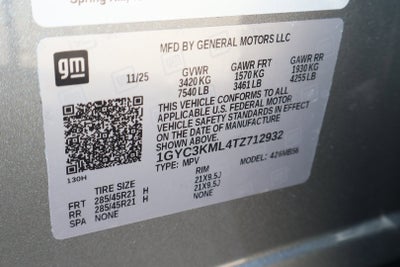 Spring Hill,
gm
MFD BY GENERAL MOTORS LLC
11/25
GVWR
GAWR FRT
GAWR RR
3420 KG
1570 KG
1930 KG
7540 LB
3461 LB
4255 LB
THIS VEHICLE CONFORMS TO ALL
APPLICABLE U.S. FEDERAL MOTOR
VEHICLE SAFETY STANDARDS IN EFFECT
ON THE DATE OF MANUFACTURE
SHOWN ABOVE.
1GYC3KML4TZ712932
TYPE: MPV
MODEL: 426MB56
130H
TIRE SIZE
RIM
FRT 285/45R21 H
21X9.5J
RR 285/45R21 H
21X9.5J
SPA NONE
NONE